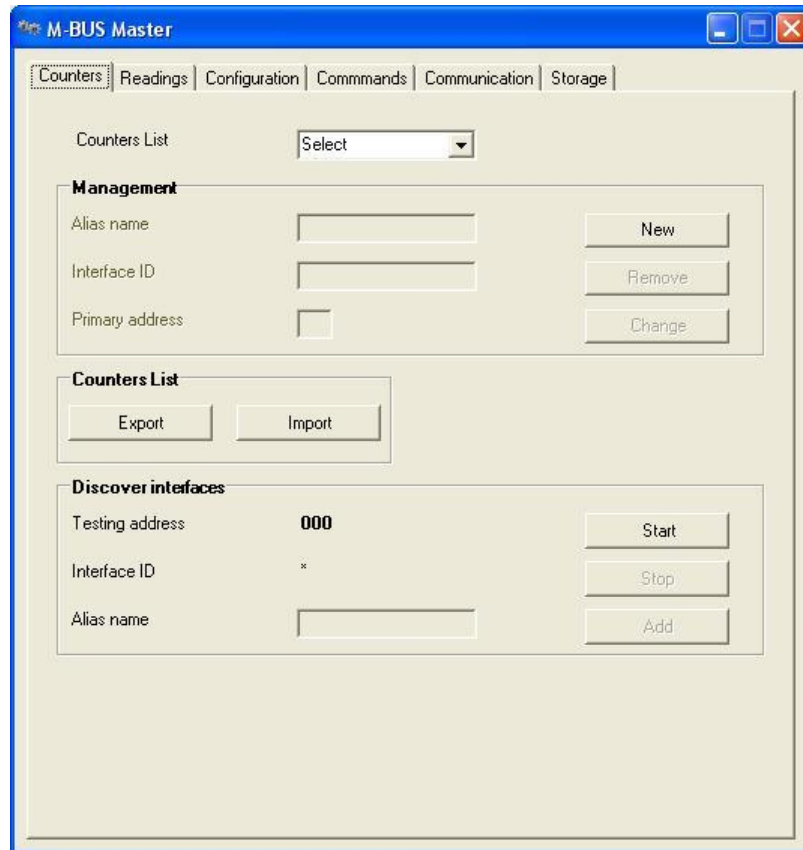 M-BUS Master
Counters Readings Configuration Commmands Communication Storage
Counters List Select
Management
Alias name New
Interface ID Remove
Primary address Change
Counters List
Export Import
Discover interfaces
Testing address 000 Start
Interface ID * Stop
Alias name Add